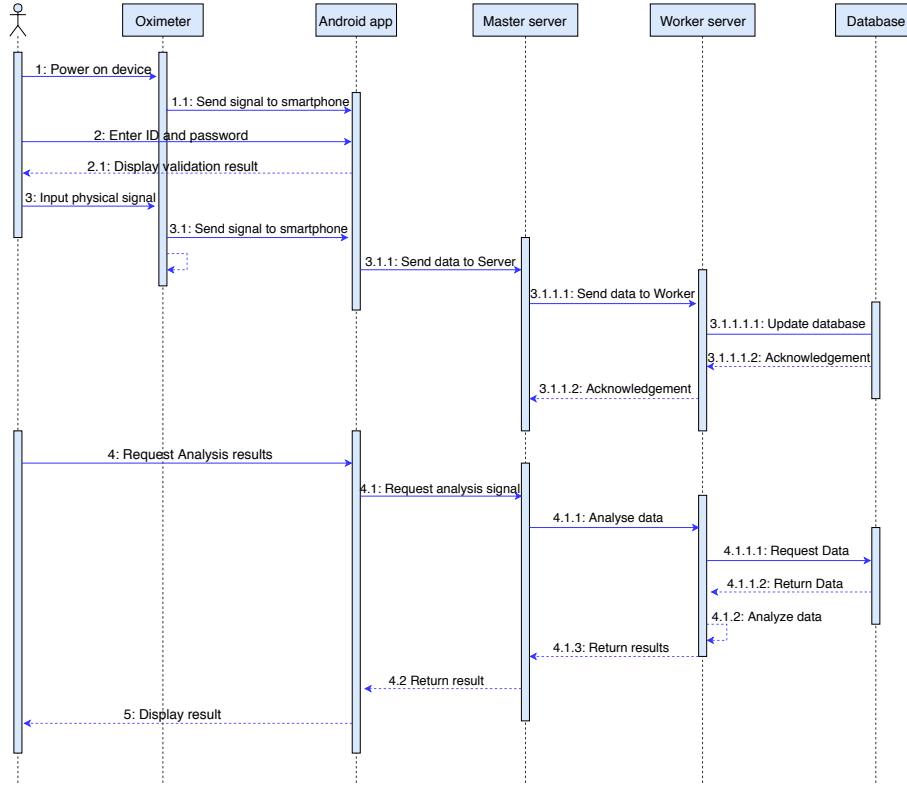 Oximeter
Android app
Master server
Worker server
Database
1: Power on device
1.1: Send signal to smartphone
2: Enter ID and password
2.1: Display validation result
3: Input physical signal
3.1: Send signal to smartphone
3.1.1: Send data to Server
3.1.1.1: Send data to Worker
3.1.1.1.1: Update database
3.1.1.1.2: Acknowledgement
3.1.1.2: Acknowledgement
4: Request Analysis results
4.1: Request analysis signal
4.1.1: Analyse data
4.1.1.1: Request Data
4.1.1.2: Return Data
4.1.2: Analyze data
4.1.3: Return results
4.2 Return result
5: Display result